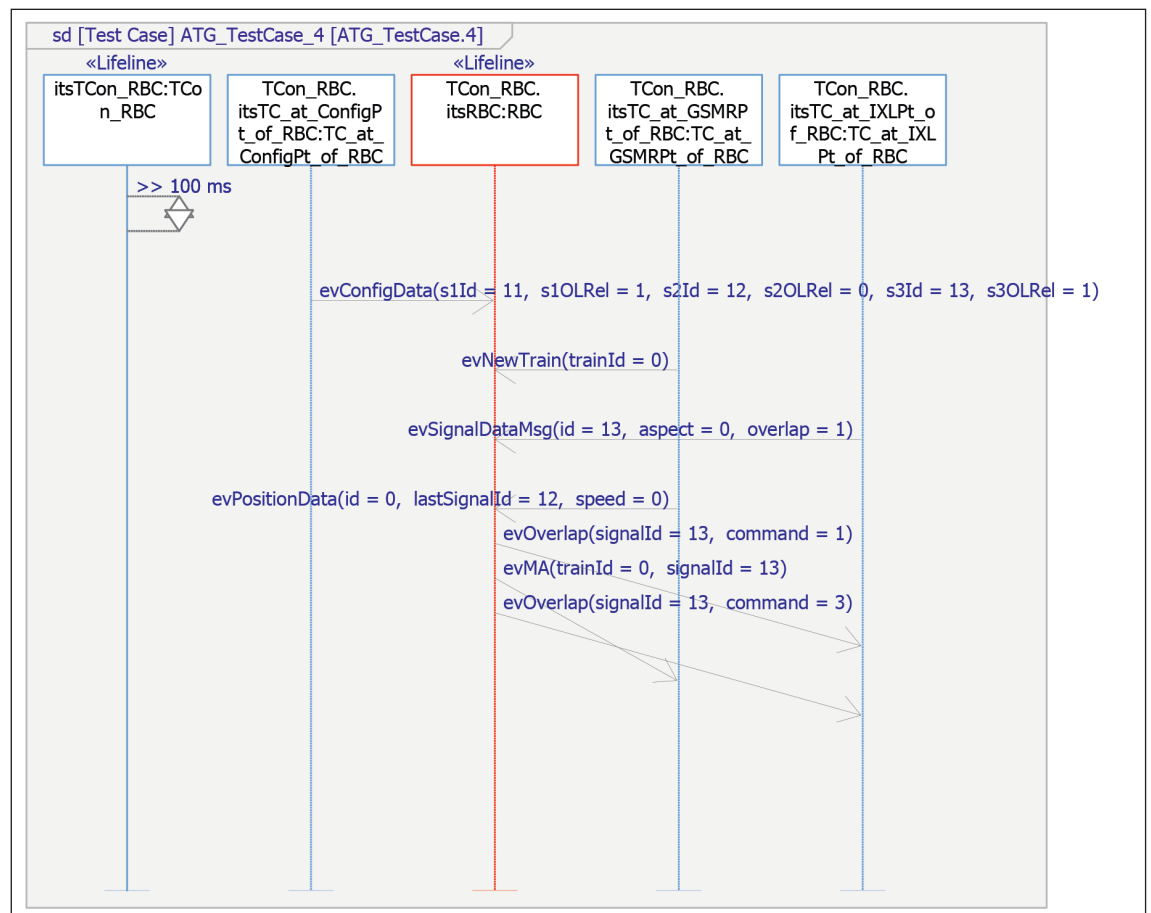 sd [Test Case] ATG_TestCase_4 [ATG_TestCase.4]
«Lifeline»
«Lifeline»
itsTCon_RBC:TCo
n_RBC
TCon_RBC.
itsTC_at_ConfigP
t_of_RBC:TC_at_
ConfigPt_of_RBC
TCon_RBC.
itsRBC:RBC
TCon_RBC.
itsTC_at_GSMRP
t_of_RBC:TC_at_
GSMRPt_of_RBC
TCon_RBC.
itsTC_at_IXLPt_o
f_RBC:TC_at_IXL
Pt_of_RBC
>> 100 ms
evConfigData(s1Id = 11, s1OLRel = 1, s2Id = 12, s2OLRel = 0, s3Id = 13, s3OLRel = 1)
evNewTrain(trainId = 0)
evSignalDataMsg(id = 13, aspect = 0, overlap = 1)
evPositionData(id = 0, lastSignalId = 12, speed = 0)
evOverlap(signalId = 13, command = 1)
evMA(trainId = 0, signalId = 13)
evOverlap(signalId = 13, command = 3)